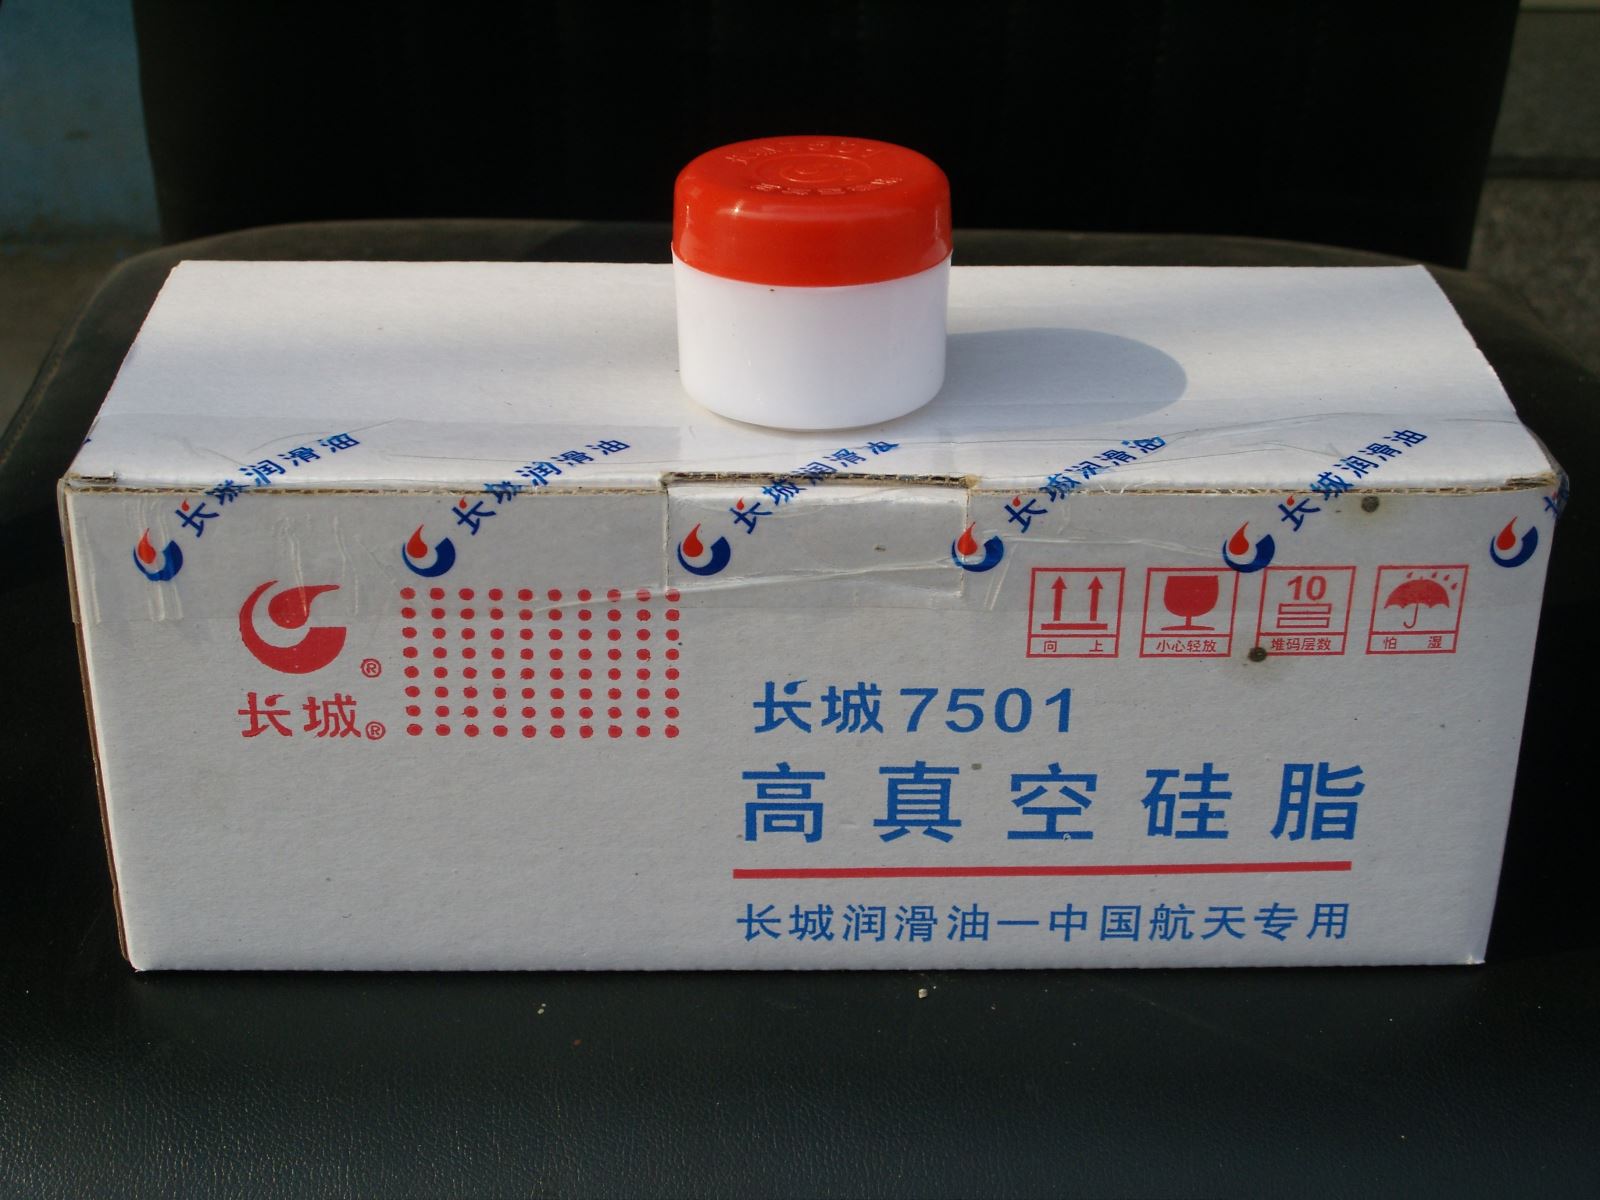 长城润滑油
长城润滑油
长城润滑油
长城润滑油
长城润滑油
®
长城®
向上
小心轻放
10
堆码层数
怕湿
长城7501
高真空硅脂
长城润滑油—中国航天专用